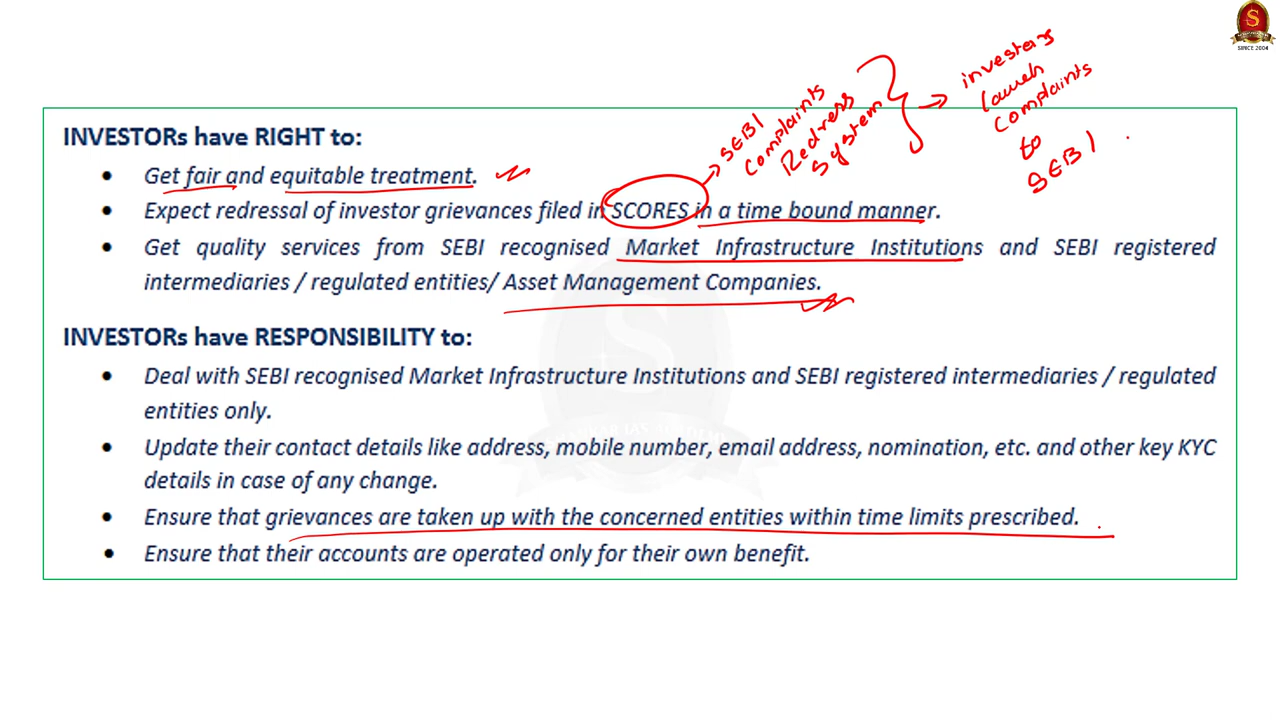 SINCE 2004
INVESTORs have RIGHT to:
• Get fair and equitable treatment.
• Expect redressal of investor grievances filed in SCORES in a time bound manner.
• Get quality services from SEBI recognised Market Infrastructure Institutions and SEBI registered
intermediaries / regulated entities/ Asset Management Companies.
SEBI
Complaints
Redress
System
investors
launch
complaints
to
SEBI
INVESTORs have RESPONSIBILITY to:
• Deal with SEBI recognised Market Infrastructure Institutions and SEBI registered intermediaries / regulated
entities only.
• Update their contact details like address, mobile number, email address, nomination, etc. and other key KYC
details in case of any change.
• Ensure that grievances are taken up with the concerned entities within time limits prescribed.
• Ensure that their accounts are operated only for their own benefit.